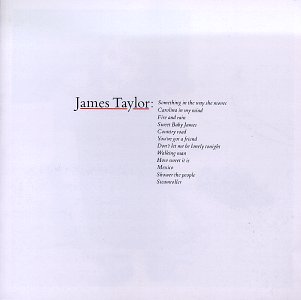 James Taylor: Something in the way she moves
Carolina in my mind
Fire and rain
Sweet Baby James
Country road
You've got a friend
Don't let me be lonely tonight
Walking man
How sweet it is
Mexico
Shower the people
Steamroller